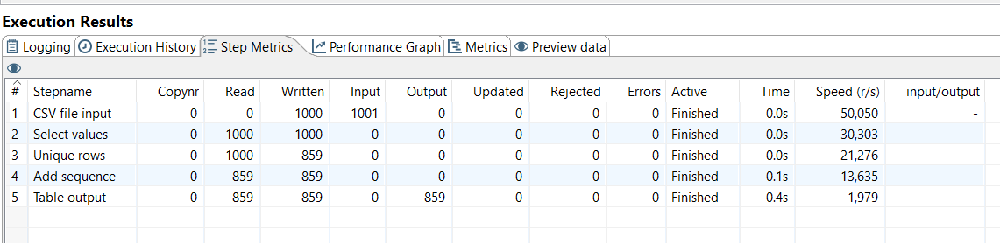 Execution Results
Logging Execution History Step Metrics Performance Graph Metrics Preview data
# Stepname Copynr Read Written Input Output Updated Rejected Errors Active Time Speed (r/s) input/output
1 CSV file input 0 0 1000 1001 0 0 0 0 Finished 0.0s 50,050 -
2 Select values 0 1000 1000 0 0 0 0 0 Finished 0.0s 30,303 -
3 Unique rows 0 1000 859 0 0 0 0 0 Finished 0.0s 21,276 -
4 Add sequence 0 859 859 0 0 0 0 0 Finished 0.1s 13,635 -
5 Table output 0 859 859 0 859 0 0 0 Finished 0.4s 1,979 -